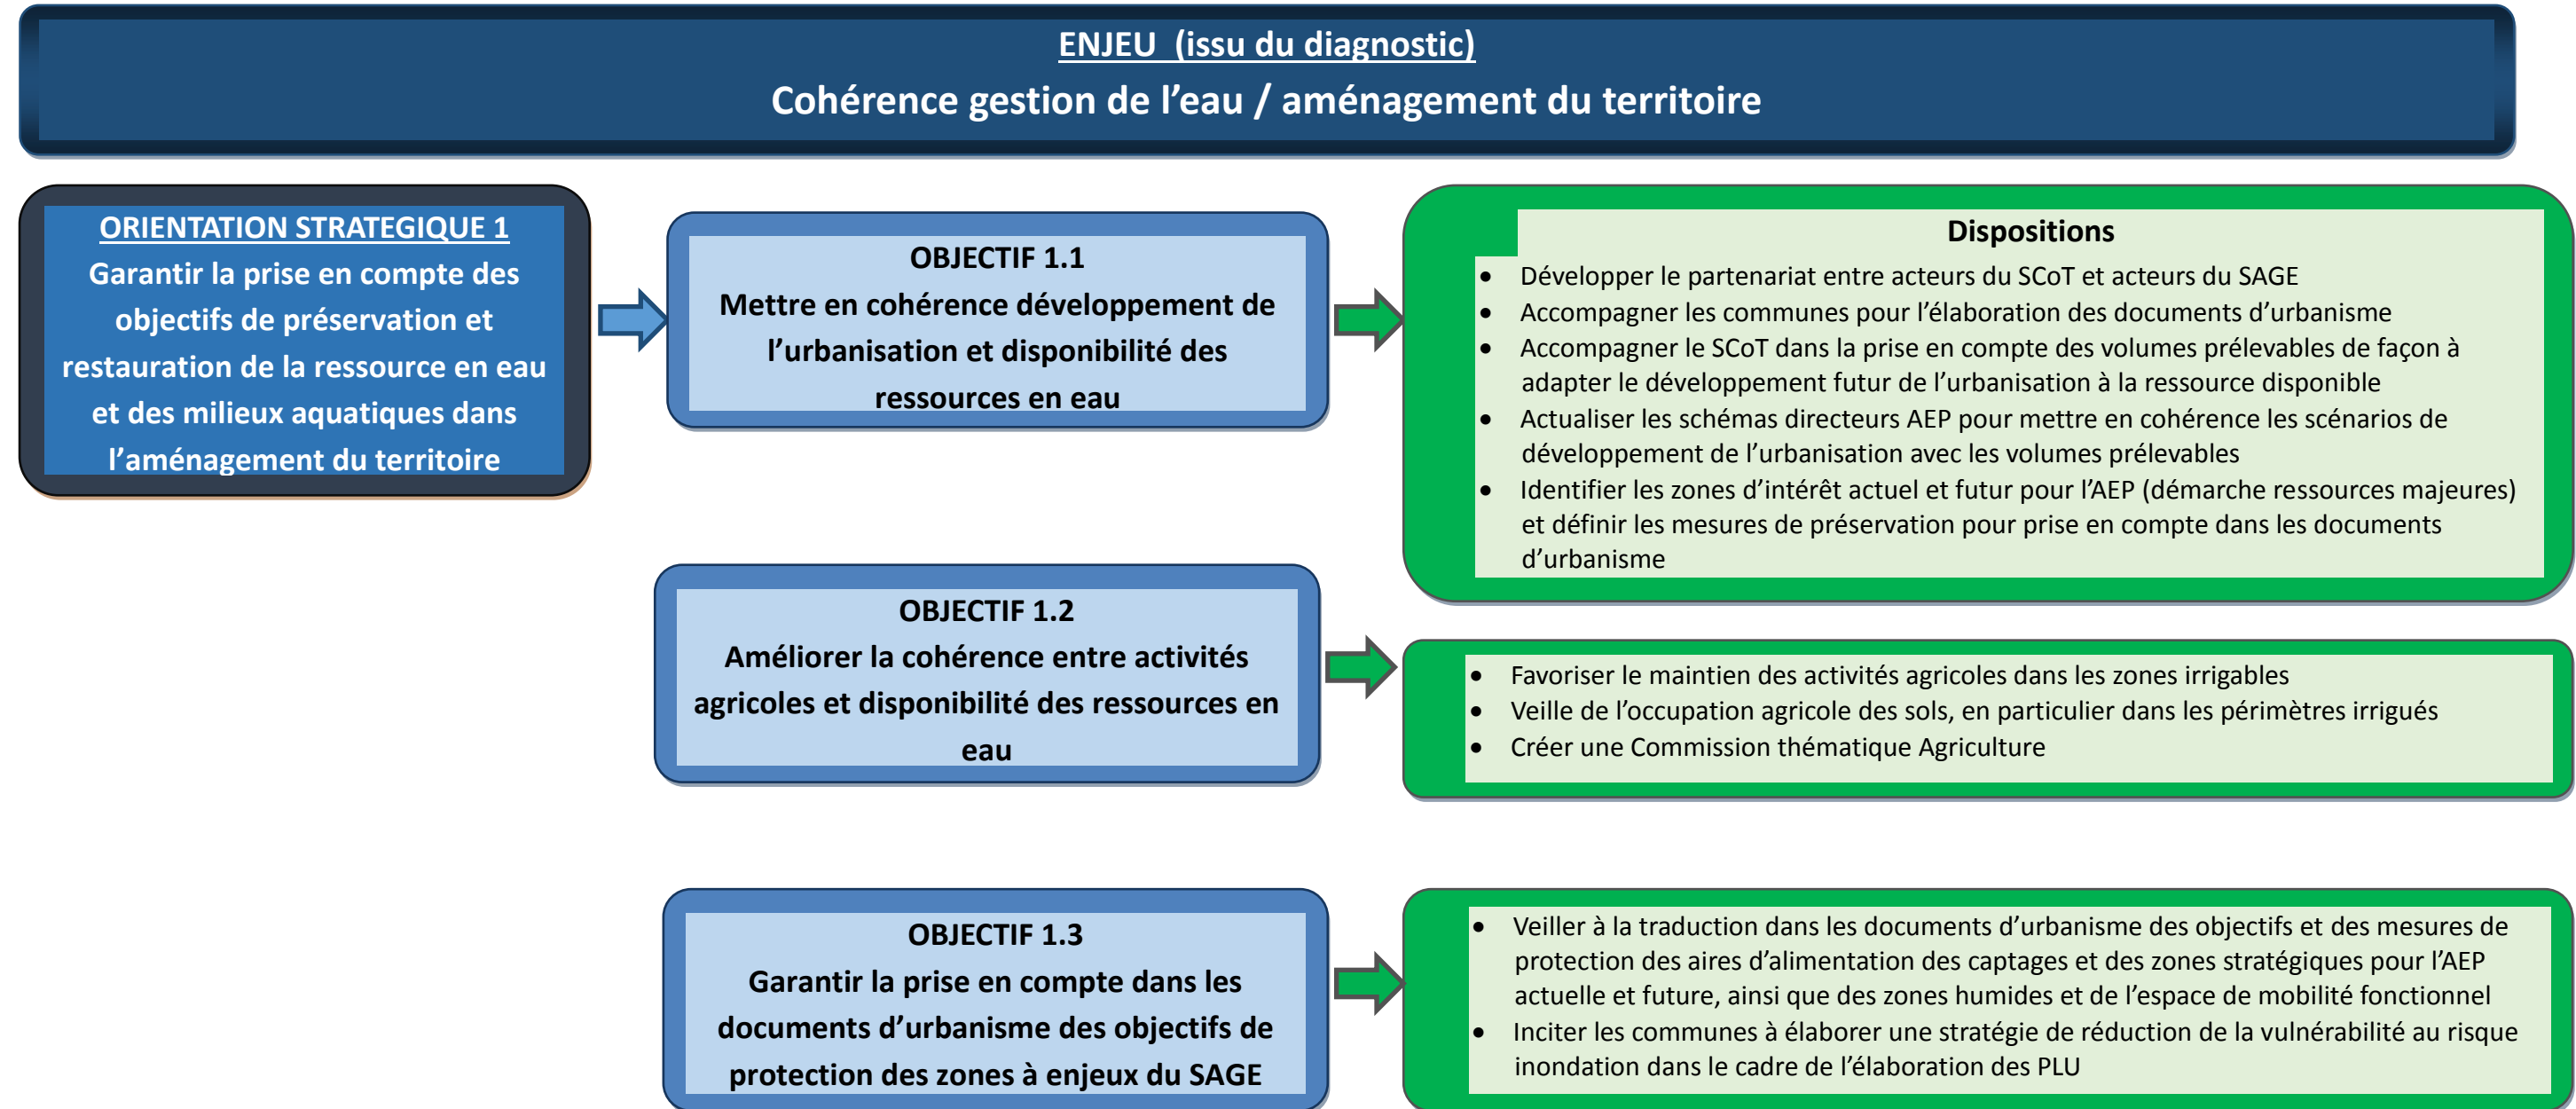 ENJEU (issu du diagnostic)
Cohérence gestion de l’eau / aménagement du territoire
ORIENTATION STRATEGIQUE 1
Garantir la prise en compte des
objectifs de préservation et
restauration de la ressource en eau
et des milieux aquatiques dans
l’aménagement du territoire
OBJECTIF 1.1
Mettre en cohérence développement de
l’urbanisation et disponibilité des
ressources en eau
Dispositions
• Développer le partenariat entre acteurs du SCoT et acteurs du SAGE
• Accompagner les communes pour l’élaboration des documents d’urbanisme
• Accompagner le SCoT dans la prise en compte des volumes prélevables de façon à
adapter le développement futur de l’urbanisation à la ressource disponible
• Actualiser les schémas directeurs AEP pour mettre en cohérence les scénarios de
développement de l’urbanisation avec les volumes prélevables
• Identifier les zones d’intérêt actuel et futur pour l’AEP (démarche ressources majeures)
et définir les mesures de préservation pour prise en compte dans les documents
d’urbanisme
OBJECTIF 1.2
Améliorer la cohérence entre activités
agricoles et disponibilité des ressources en
eau
• Favoriser le maintien des activités agricoles dans les zones irrigables
• Veille de l’occupation agricole des sols, en particulier dans les périmètres irrigués
• Créer une Commission thématique Agriculture
OBJECTIF 1.3
Garantir la prise en compte dans les
documents d’urbanisme des objectifs de
protection des zones à enjeux du SAGE
• Veiller à la traduction dans les documents d’urbanisme des objectifs et des mesures de
protection des aires d’alimentation des captages et des zones stratégiques pour l’AEP
actuelle et future, ainsi que des zones humides et de l’espace de mobilité fonctionnel
• Inciter les communes à élaborer une stratégie de réduction de la vulnérabilité au risque
inondation dans le cadre de l’élaboration des PLU